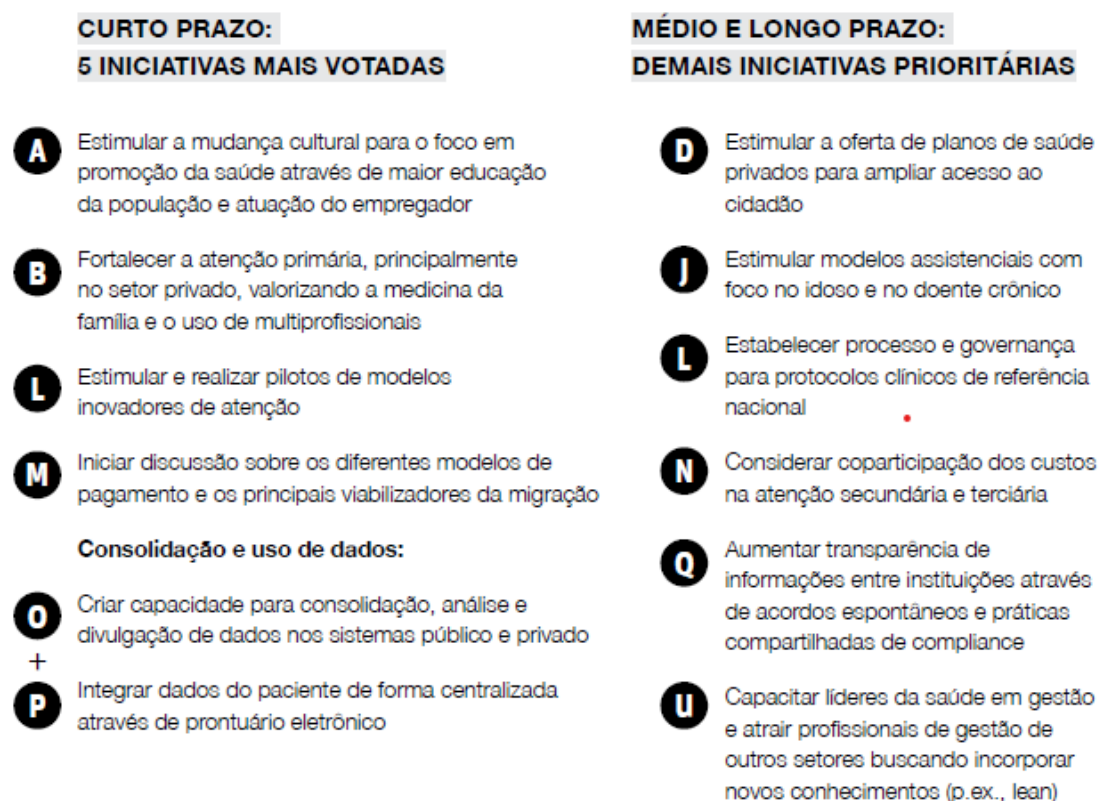 CURTO PRAZO:
5 INICIATIVAS MAIS VOTADAS
A
Estimular a mudança cultural para o foco em
promoção da saúde através de maior educação
da população e atuação do empregador
B
Fortalecer a atenção primária, principalmente
no setor privado, valorizando a medicina da
família e o uso de multiprofissionais
L
Estimular e realizar pilotos de modelos
inovadores de atenção
M
Iniciar discussão sobre os diferentes modelos de
pagamento e os principais viabilizadores da migração
Consolidação e uso de dados:
O
Criar capacidade para consolidação, análise e
divulgação de dados nos sistemas público e privado
+
P
Integrar dados do paciente de forma centralizada
através de prontuário eletrônico
MÉDIO E LONGO PRAZO:
DEMAIS INICIATIVAS PRIORITÁRIAS
D
Estimular a oferta de planos de saúde
privados para ampliar acesso ao
cidadão
J
Estimular modelos assistenciais com
foco no idoso e no doente crônico
L
Estabelecer processo e governança
para protocolos clínicos de referência
nacional
N
Considerar coparticipação dos custos
na atenção secundária e terciária
Q
Aumentar transparência de
informações entre instituições através
de acordos espontâneos e práticas
compartilhadas de compliance
U
Capacitar líderes da saúde em gestão
e atrair profissionais de gestão de
outros setores buscando incorporar
novos conhecimentos (p.ex., lean)